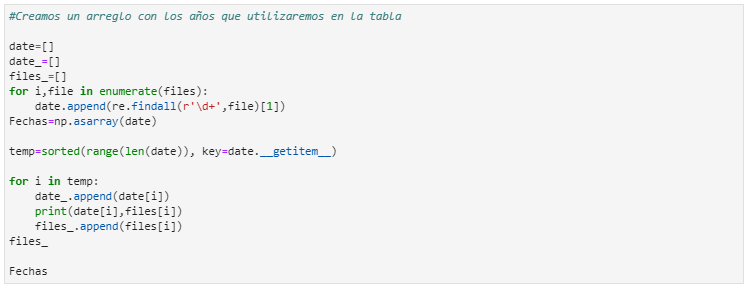 #Creamos un arreglo con los años que utilizaremos en la tabla
date=[]
date_=[]
files_=[]
for i,file in enumerate(files):
    date.append(re.findall(r'\d+',file)[1])
Fechas=np.asarray(date)
temp=sorted(range(len(date)), key=date.__getitem__)
for i in temp:
    date_.append(date[i])
    print(date[i],files[i])
    files_.append(files[i])
files_
Fechas